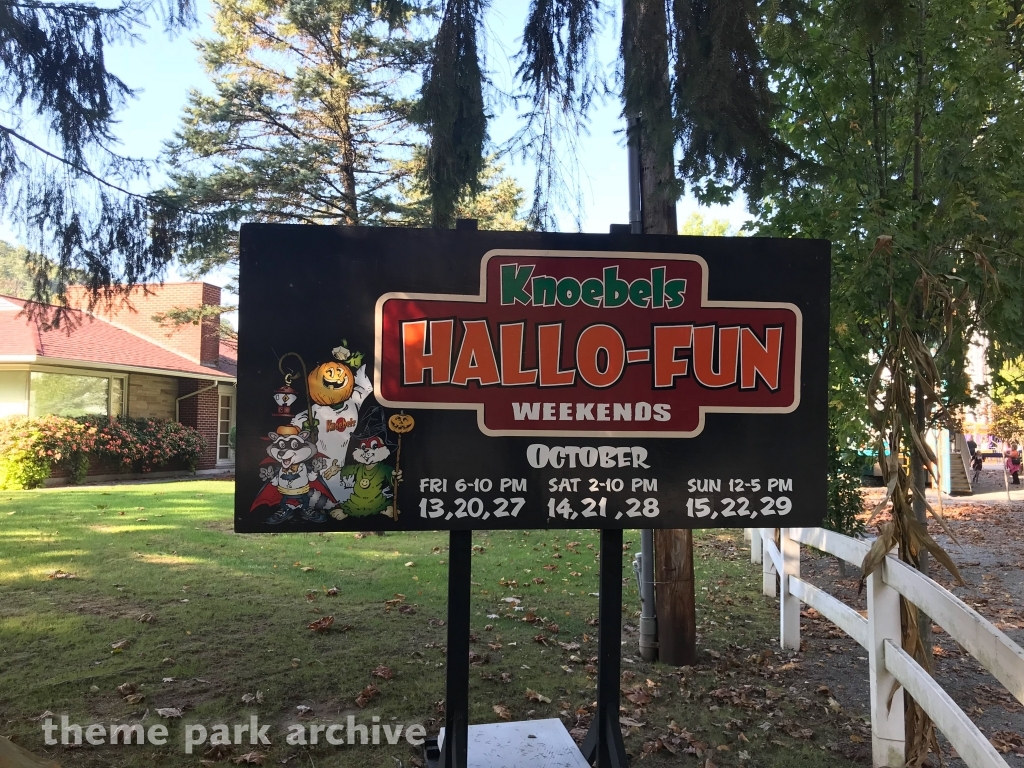 Knoebels
HALLO-FUN
WEEKENDS
OCTOBER
FRI 6-10 PM SAT 2-10 PM SUN 12-5 PM
13,20,27 14,21,28 15,22,29
Knoebels
theme park archive